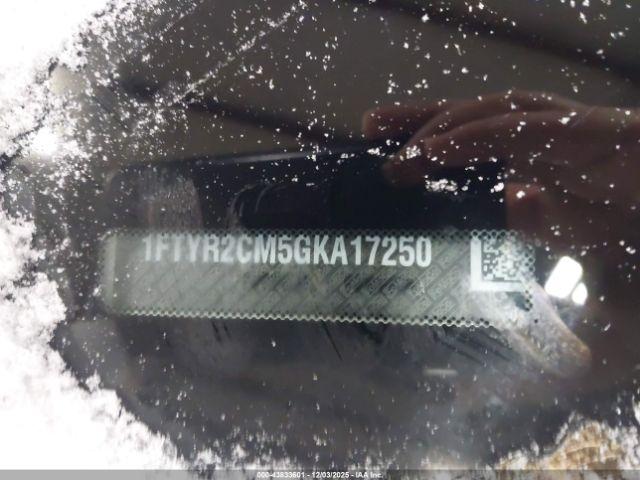 1FTYR2CM5GKA17250
000-43833601 - 12/03/2025 - IAA Inc.